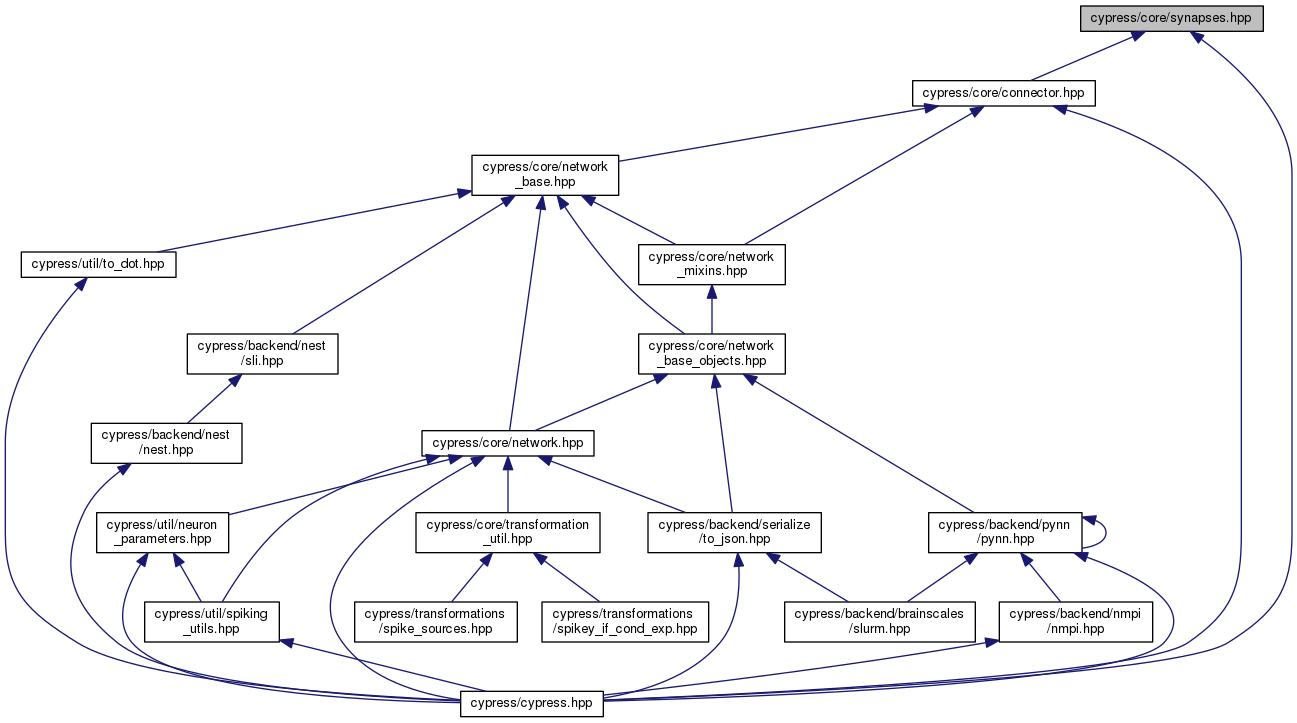 cypress/core/synapses.hpp
cypress/core/connector.hpp
cypress/core/network
_base.hpp
cypress/util/to_dot.hpp
cypress/core/network
_mixins.hpp
cypress/backend/nest
/sli.hpp
cypress/core/network
_base_objects.hpp
cypress/backend/nest
/nest.hpp
cypress/core/network.hpp
cypress/util/neuron
_parameters.hpp
cypress/core/transformation
_util.hpp
cypress/backend/serialize
/to_json.hpp
cypress/backend/pynn
/pynn.hpp
cypress/util/spiking
_utils.hpp
cypress/transformations
/spike_sources.hpp
cypress/transformations
/spikey_if_cond_exp.hpp
cypress/backend/brainscales
/slurm.hpp
cypress/backend/nmpi
/nmpi.hpp
cypress/cypress.hpp